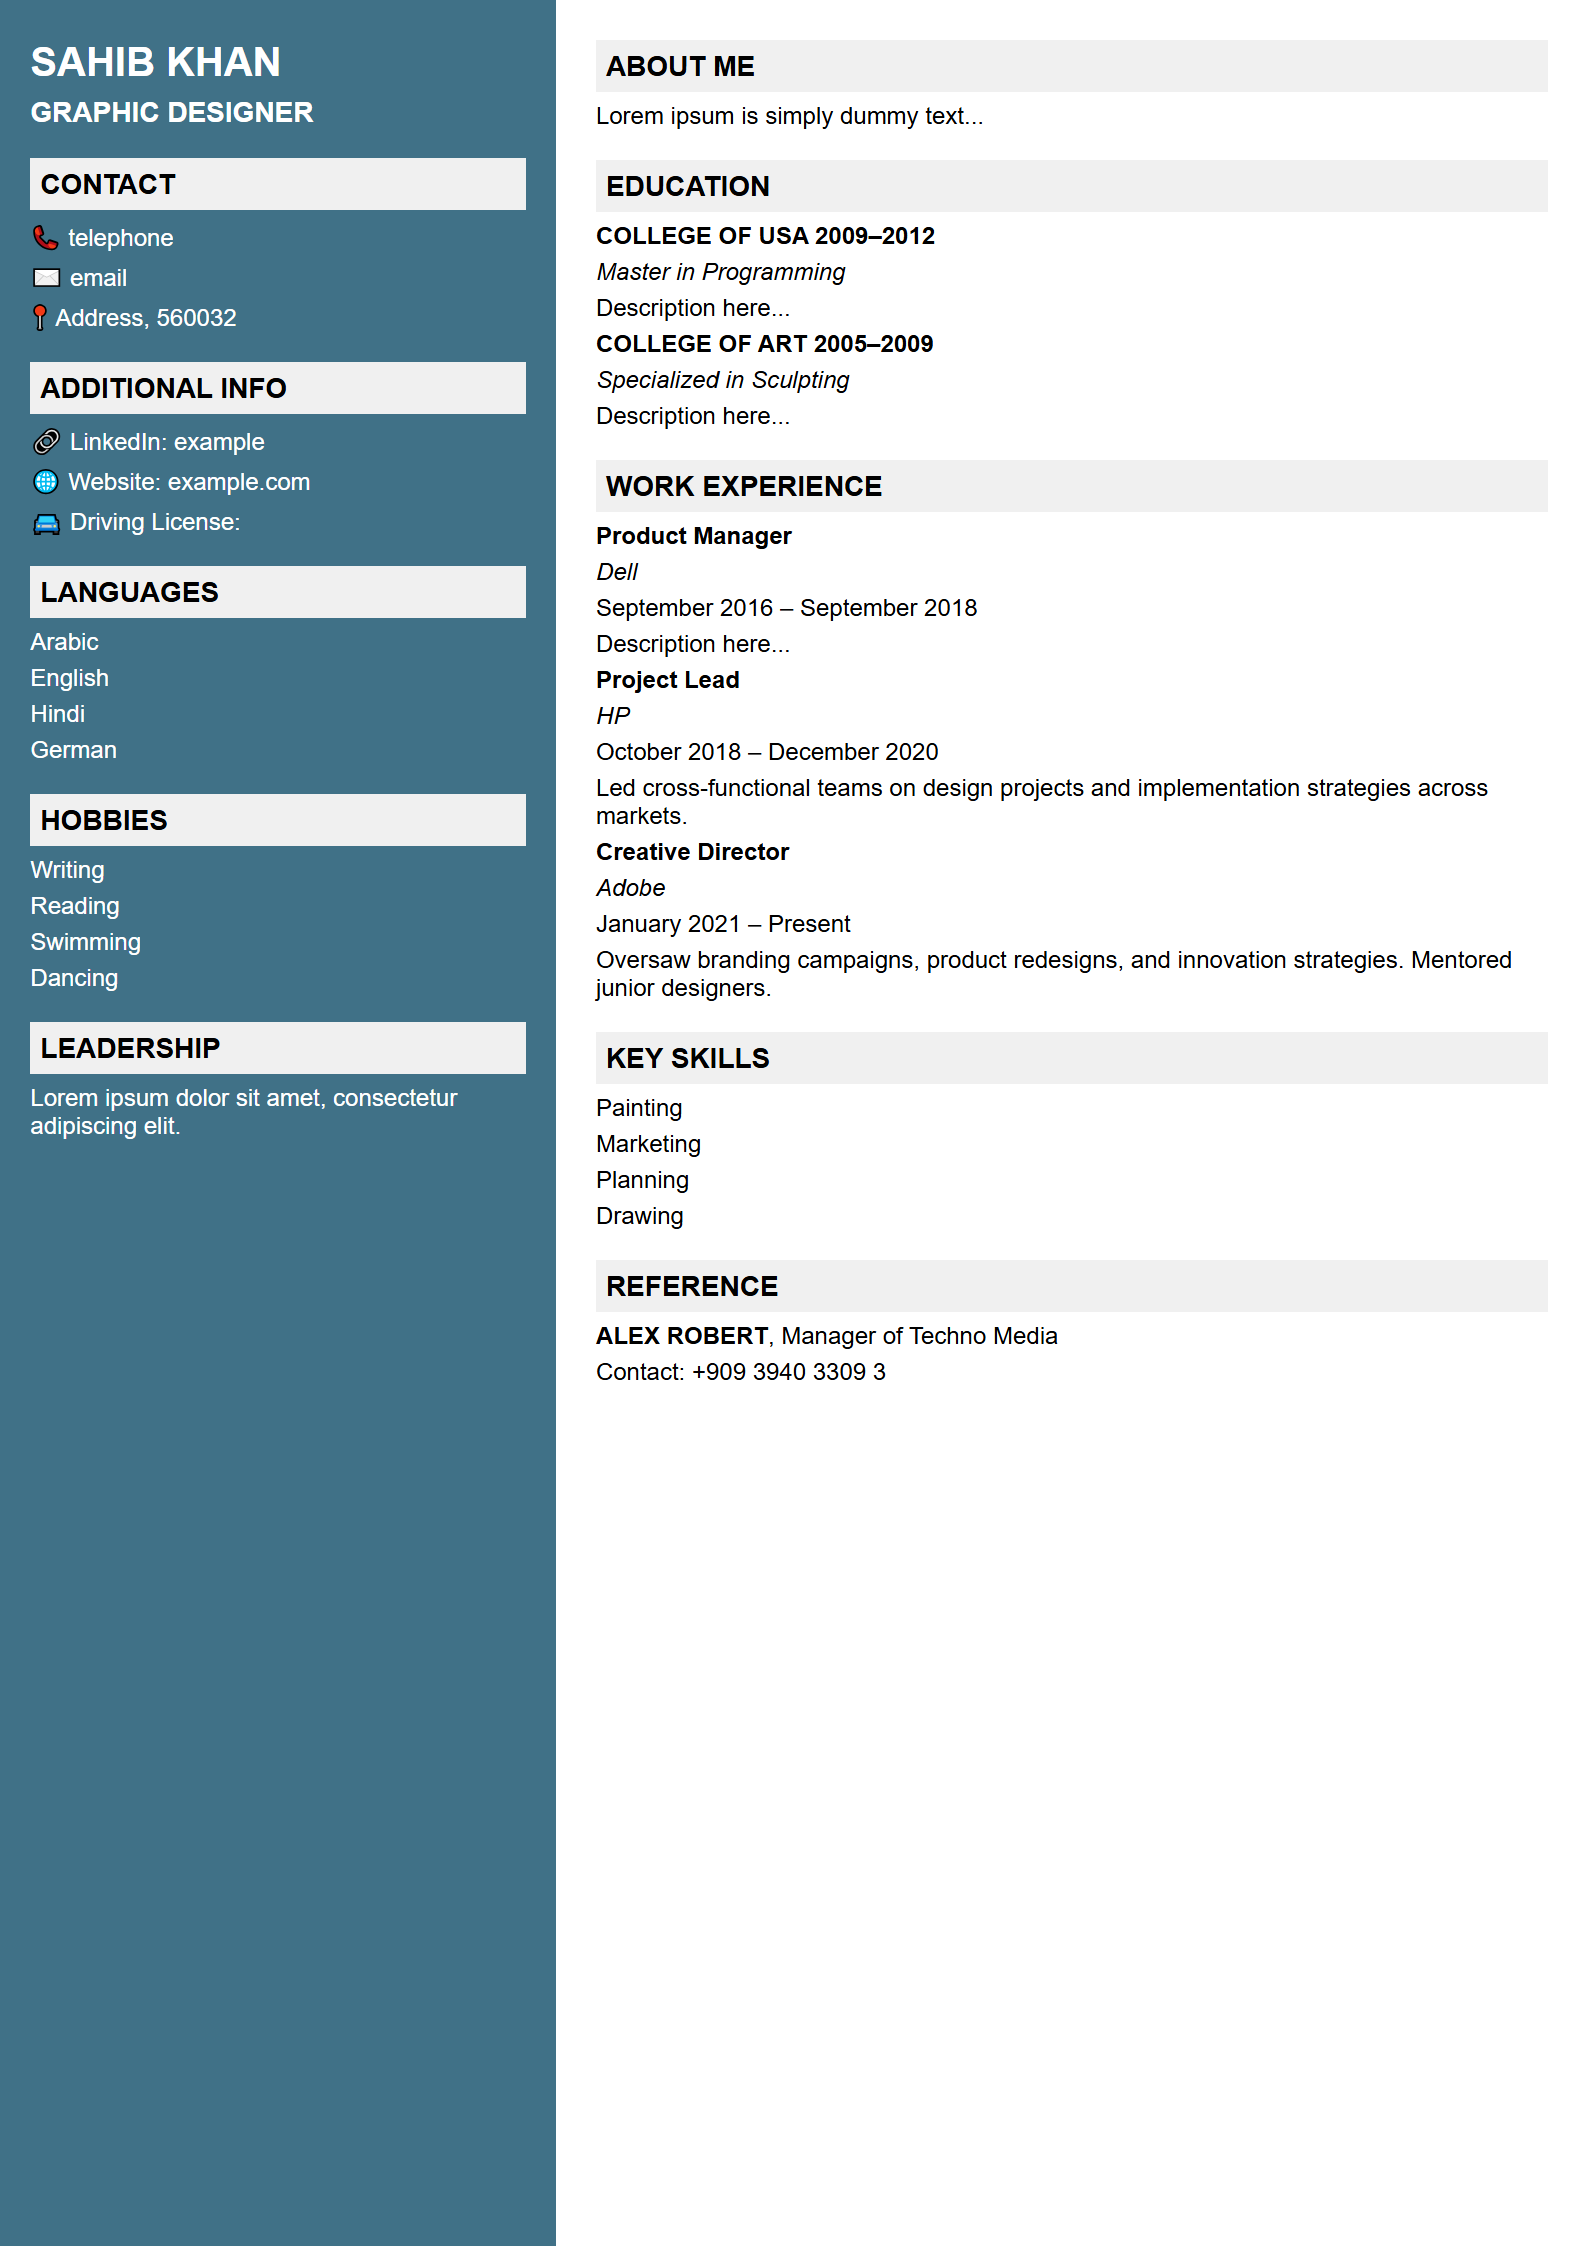 SAHIB KHAN
GRAPHIC DESIGNER
CONTACT
telephone
email
Address, 560032
ADDITIONAL INFO
LinkedIn: example
Website: example.com
Driving License:
LANGUAGES
Arabic
English
Hindi
German
HOBBIES
Writing
Reading
Swimming
Dancing
LEADERSHIP
Lorem ipsum dolor sit amet, consectetur
adipiscing elit.
ABOUT ME
Lorem ipsum is simply dummy text...
EDUCATION
COLLEGE OF USA 2009–2012
Master in Programming
Description here...
COLLEGE OF ART 2005–2009
Specialized in Sculpting
Description here...
WORK EXPERIENCE
Product Manager
Dell
September 2016 – September 2018
Description here...
Project Lead
HP
October 2018 – December 2020
Led cross-functional teams on design projects and implementation strategies across
markets.
Creative Director
Adobe
January 2021 – Present
Oversaw branding campaigns, product redesigns, and innovation strategies. Mentored
junior designers.
KEY SKILLS
Painting
Marketing
Planning
Drawing
REFERENCE
ALEX ROBERT, Manager of Techno Media
Contact: +909 3940 3309 3